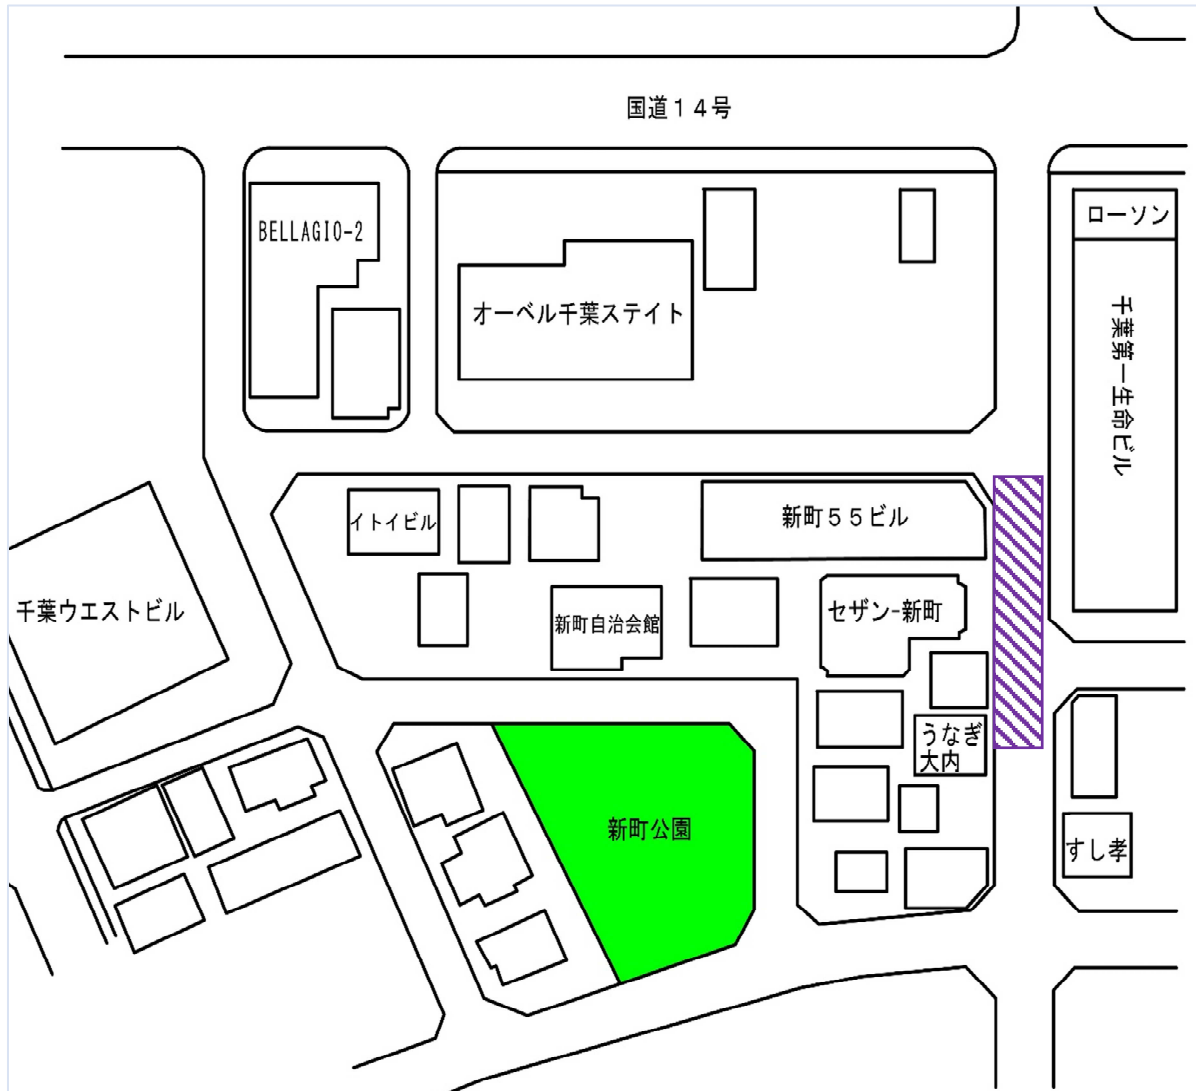 国道１４号
BELLAGIO-2
ローソン
オーベル千葉ステイト
千葉第一生命ビル
イトイビル
新町５５ビル
千葉ウエストビル
新町自治会館
セザン-新町
うなぎ
大内
新町公園
すし孝